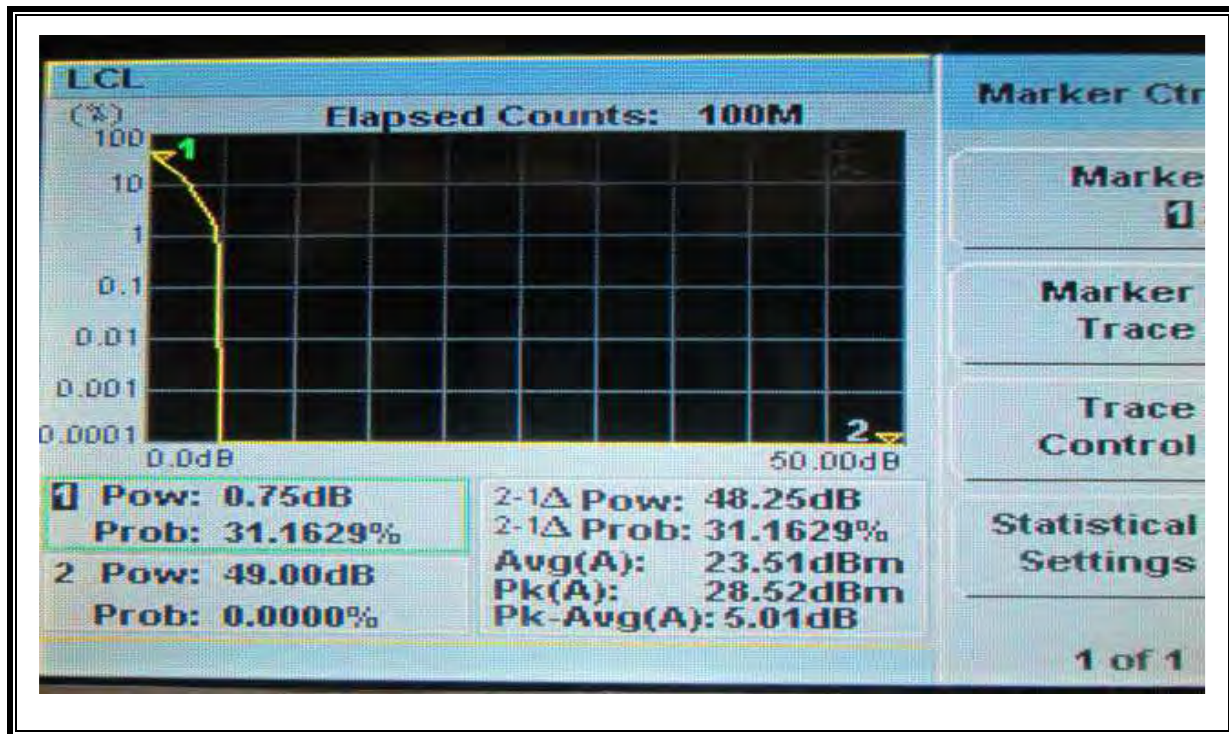 LCL
(%)
Elapsed Counts: 100M
100
10
1
0.1
0.01
0.001
0.0001
1
2
0.0dB
50.00dB
1 Pow: 0.75dB
Prob: 31.1629%
2 Pow: 49.00dB
Prob: 0.0000%
2-1Δ Pow: 48.25dB
2-1Δ Prob: 31.1629%
Avg(A): 23.51dBm
Pk(A): 28.52dBm
Pk-Avg(A): 5.01dB
Marker Ctr
Marke
1
Marker
Trace
Trace
Control
Statistical
Settings
1 of 1